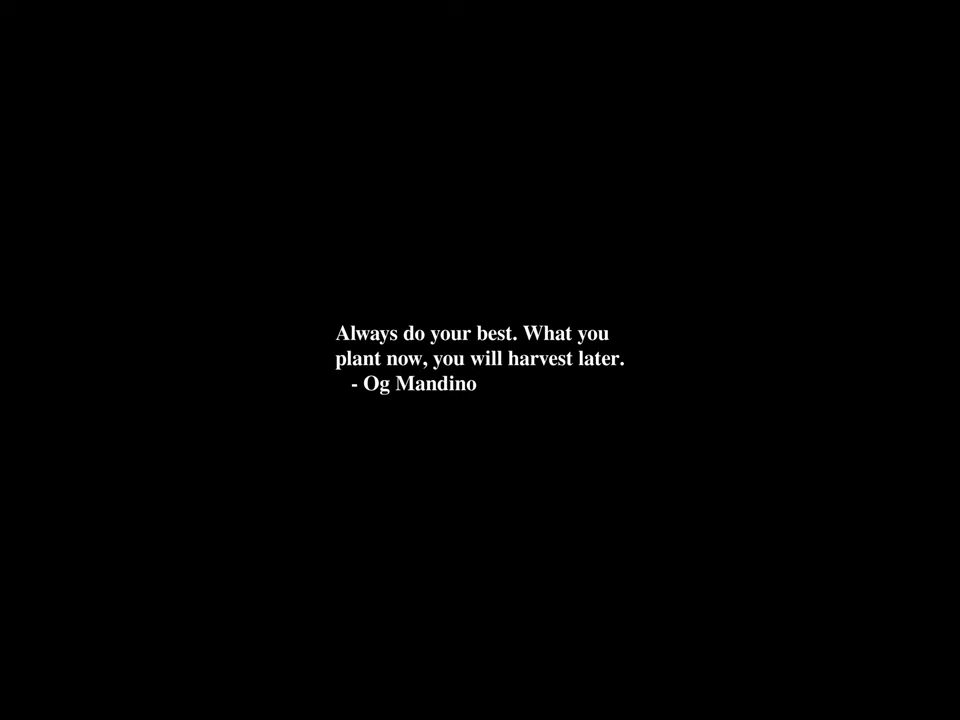 Always do your best. What you
plant now, you will harvest later.
- Og Mandino